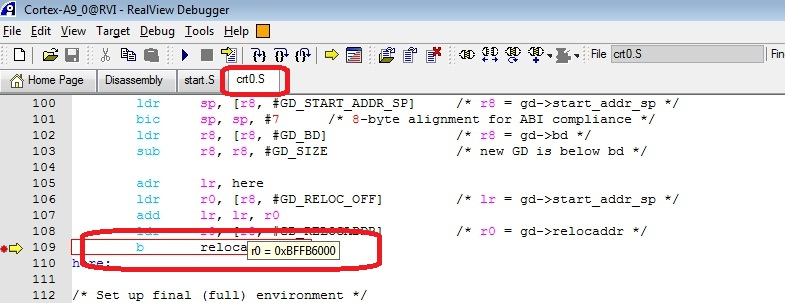 Cortex-A9_0@RVI - RealView Debugger
File Edit View Target Debug Tools Help
File crt0.S Fin
Home Page Disassembly start.S crt0.S
100 ldr sp, [r8, #GD_START_ADDR_SP] /* r8 = gd->start_addr_sp */
101 bic sp, sp, #7 /* 8-byte alignment for ABI compliance */
102 ldr r8, [r8, #GD_BD] /* r8 = gd->bd */
103 sub r8, r8, #GD_SIZE /* new GD is below bd */
104
105 adr lr, here
106 ldr r0, [r8, #GD_RELOC_OFF] /* lr = gd->start_addr_sp */
107 add lr, lr, r0
108 ldr r0, [r8, #GD_RELOCADDR] /* r0 = gd->relocaddr */
109 b reloca r0 = 0xBFFB6000
110 here:
111
112 /* Set up final (full) environment */